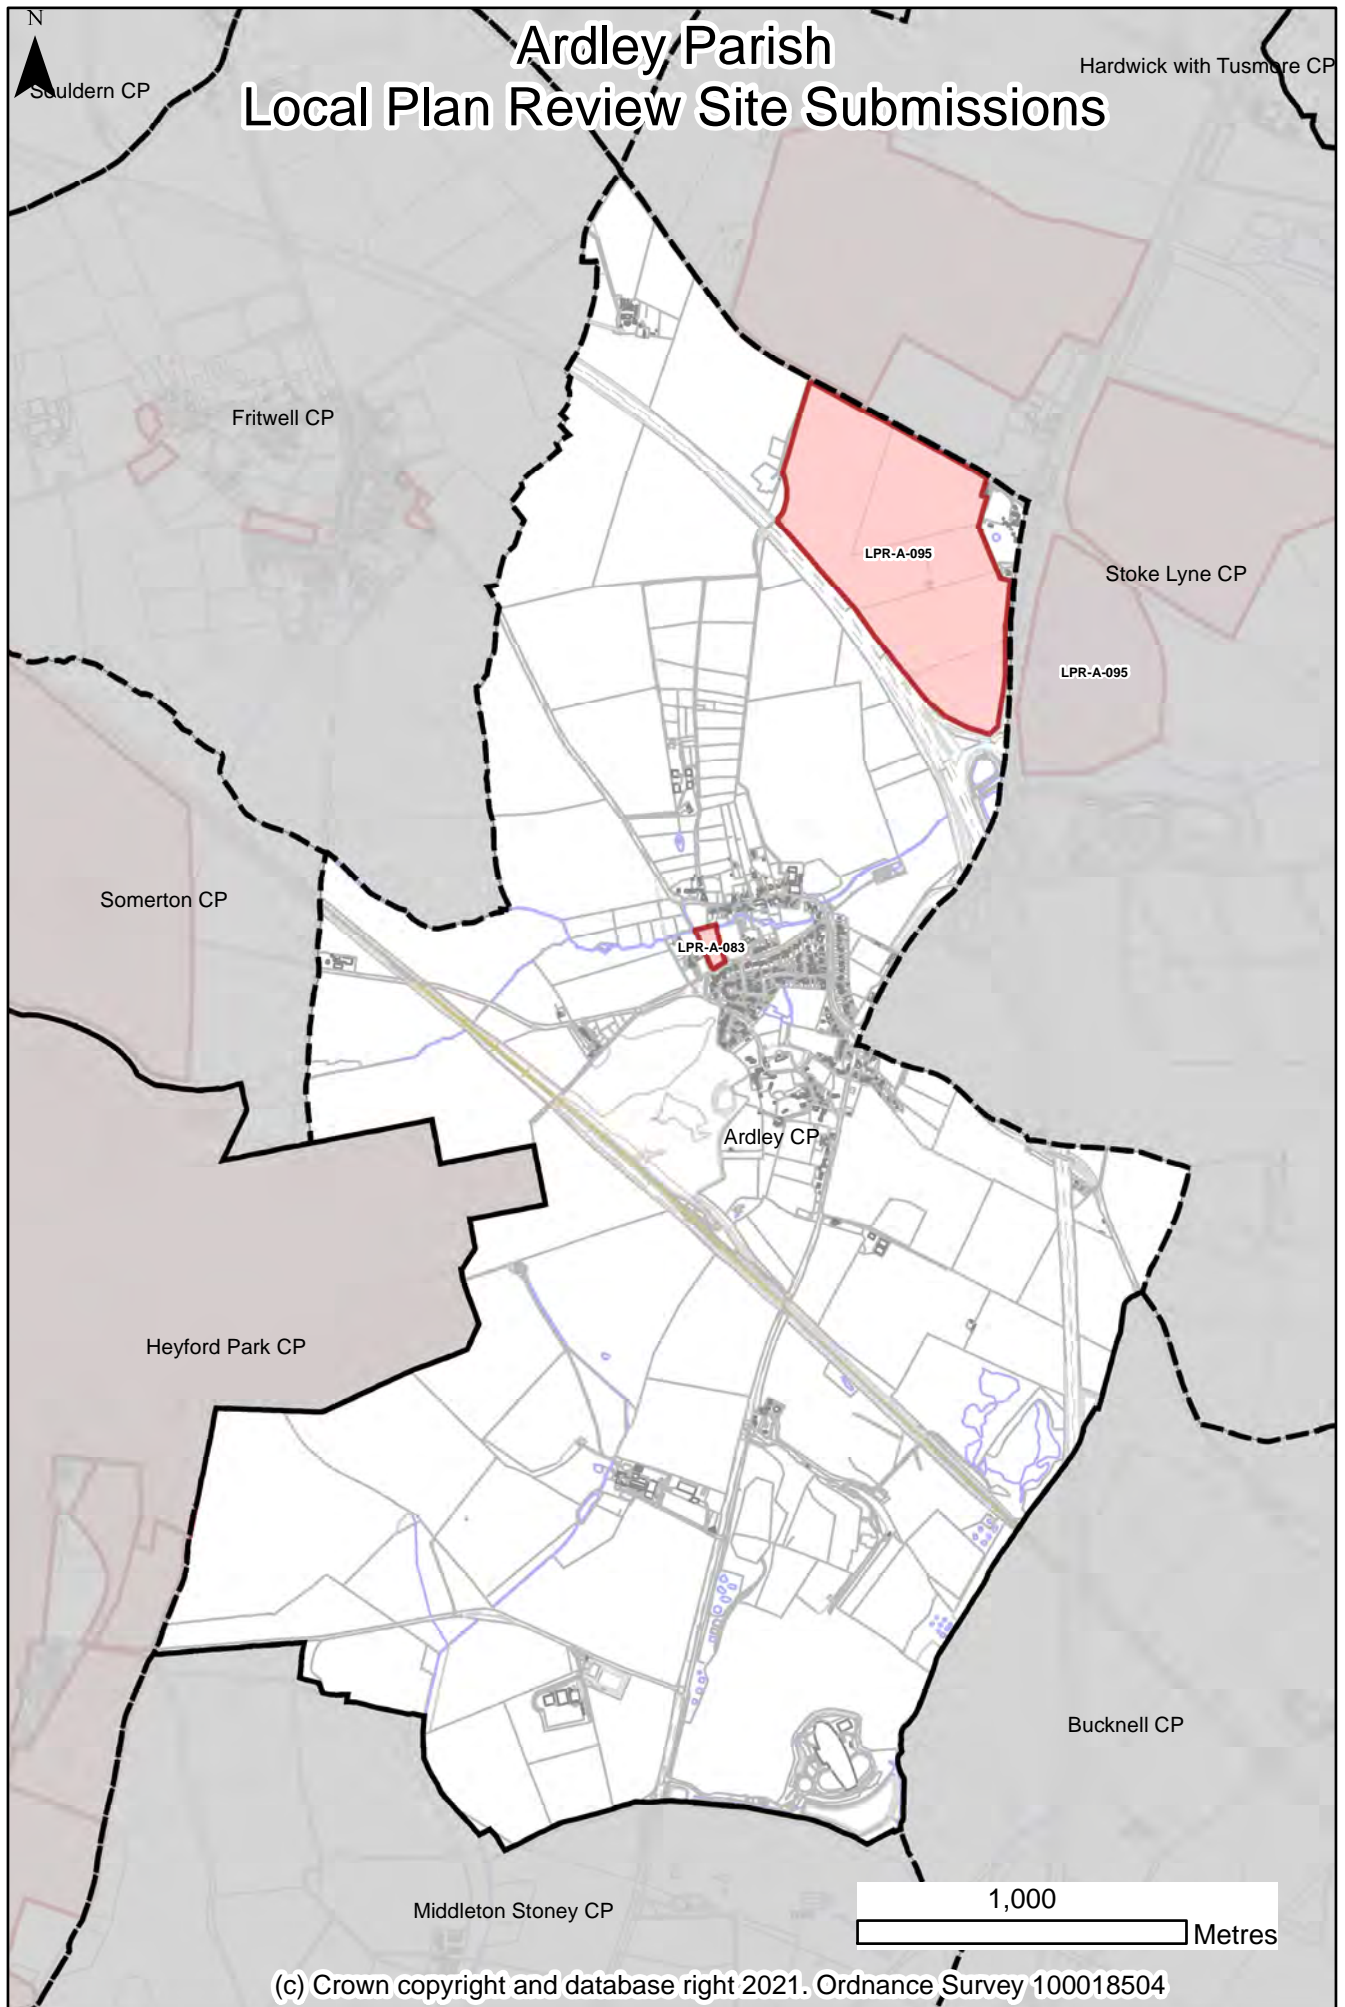 N
Ardley Parish
Local Plan Review Site Submissions
Hardwick with Tusmore CP
Souldern CP
Fritwell CP
LPR-A-095
Stoke Lyne CP
LPR-A-095
Somerton CP
LPR-A-083
Ardley CP
Heyford Park CP
Bucknell CP
Middleton Stoney CP
1,000
Metres
(c) Crown copyright and database right 2021. Ordnance Survey 100018504